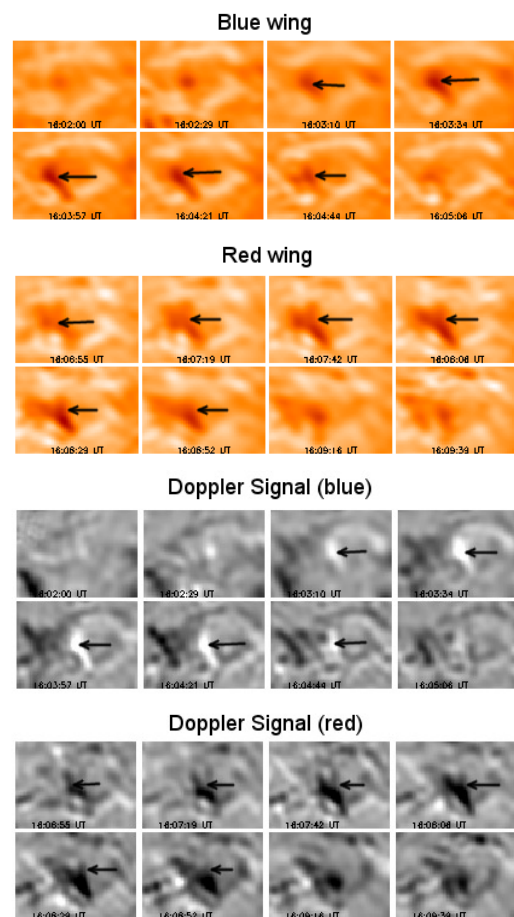 Blue wing
16:02:00 UT 16:02:29 UT 16:03:10 UT 16:03:34 UT
16:03:57 UT 16:04:21 UT 16:04:44 UT 16:05:06 UT
Red wing
16:06:55 UT 16:07:19 UT 16:07:42 UT 16:06:06 UT
16:06:29 UT 16:06:52 UT 16:09:16 UT 16:09:39 UT
Doppler Signal (blue)
16:02:00 UT 16:02:29 UT 16:03:10 UT 16:03:34 UT
16:03:57 UT 16:04:21 UT 16:04:44 UT 16:05:06 UT
Doppler Signal (red)
16:06:55 UT 16:07:19 UT 16:07:42 UT 16:06:06 UT
16:06:29 UT 16:06:52 UT 16:09:16 UT 16:09:39 UT